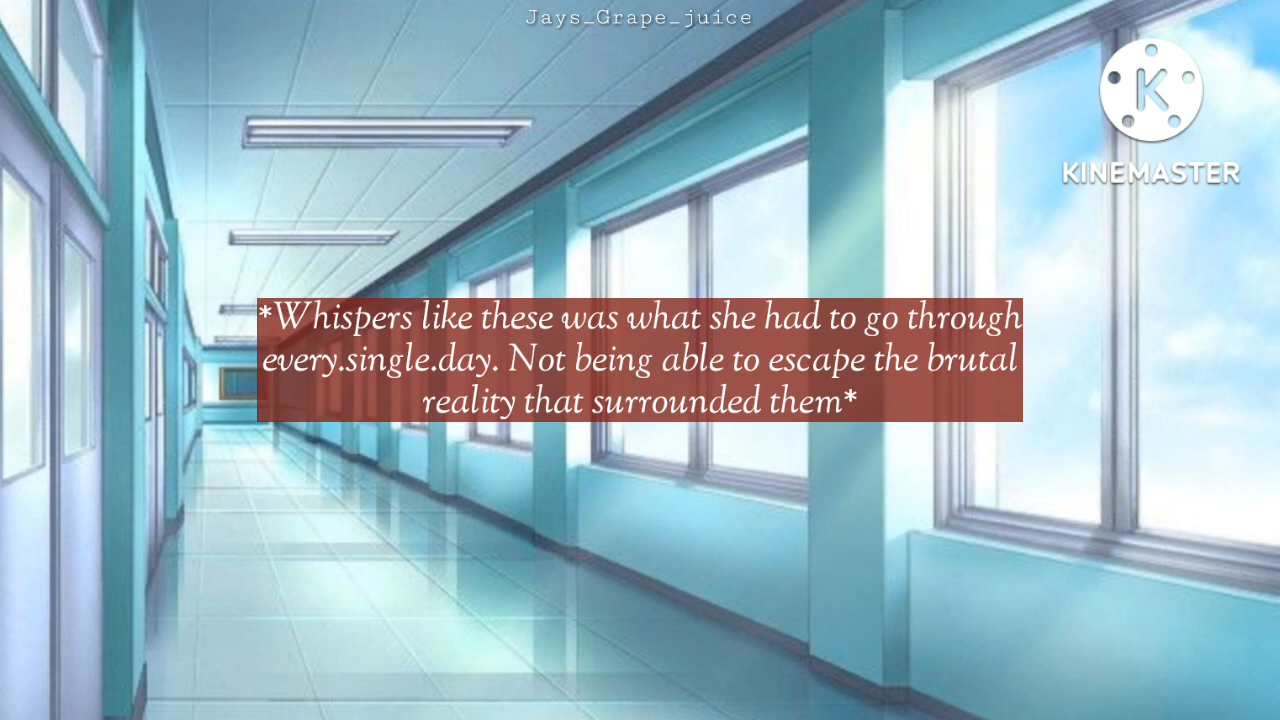 Jays_Grape_juice
K
KINEMASTER
*Whispers like these was what she had to go through
every.single.day. Not being able to escape the brutal
reality that surrounded them*